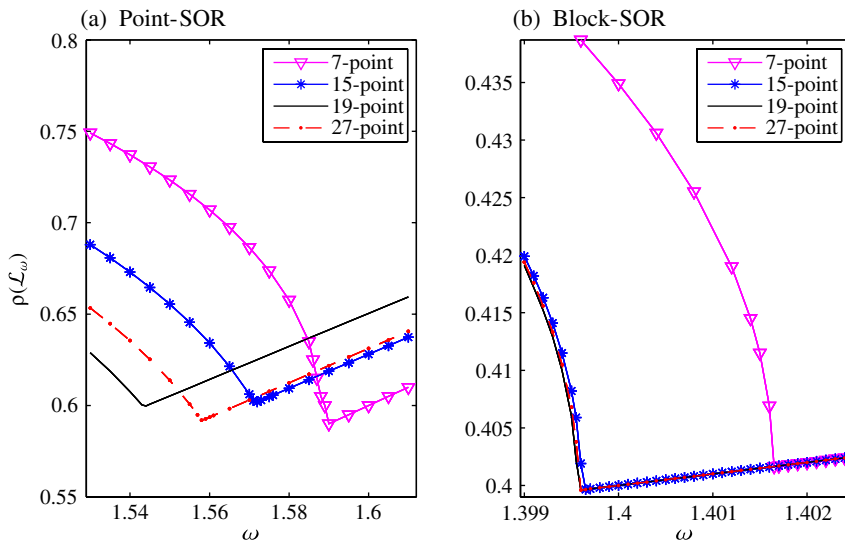 (a) Point-SOR
0.8
0.75
0.7
0.65
0.6
0.55
ρ(ℒω)
1.54
1.56
1.58
1.6
ω
7-point
15-point
19-point
27-point
(b) Block-SOR
0.435
0.43
0.425
0.42
0.415
0.41
0.405
0.4
1.399
1.4
1.401
1.402
ω
7-point
15-point
19-point
27-point